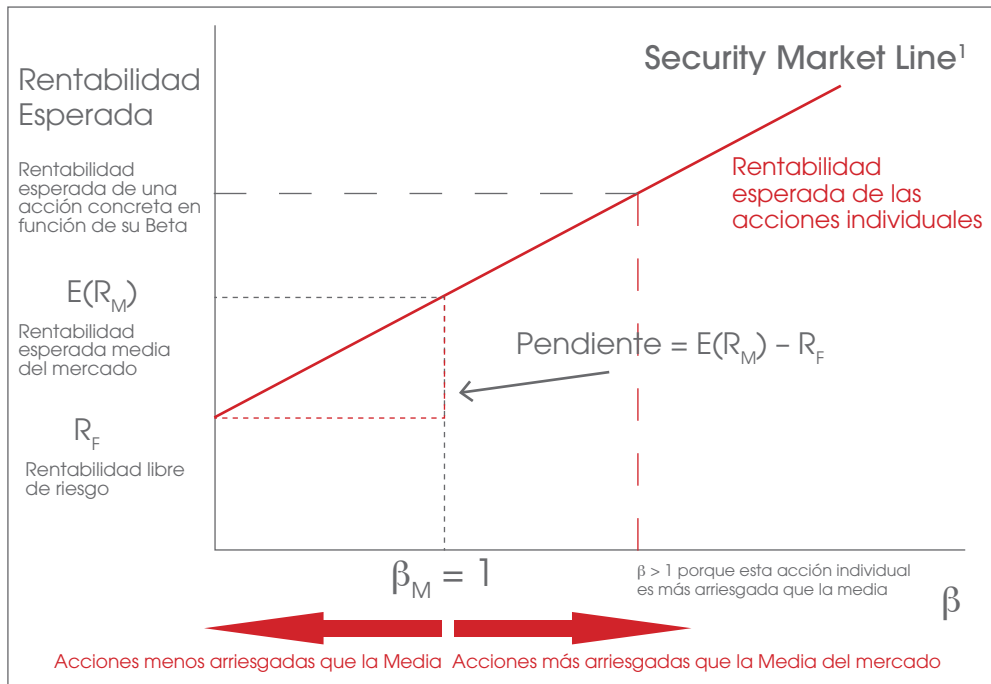 Security Market Line¹
Rentabilidad
Esperada
Rentabilidad
esperada de una
acción concreta en
función de su Beta
Rentabilidad
esperada de las
acciones individuales
E(R_M)
Rentabilidad
esperada media
del mercado
Pendiente = E(R_M) – R_F
R_F
Rentabilidad libre
de riesgo
β_M = 1
β > 1 porque esta acción individual
es más arriesgada que la media
β
Acciones menos arriesgadas que la Media
Acciones más arriesgadas que la Media del mercado